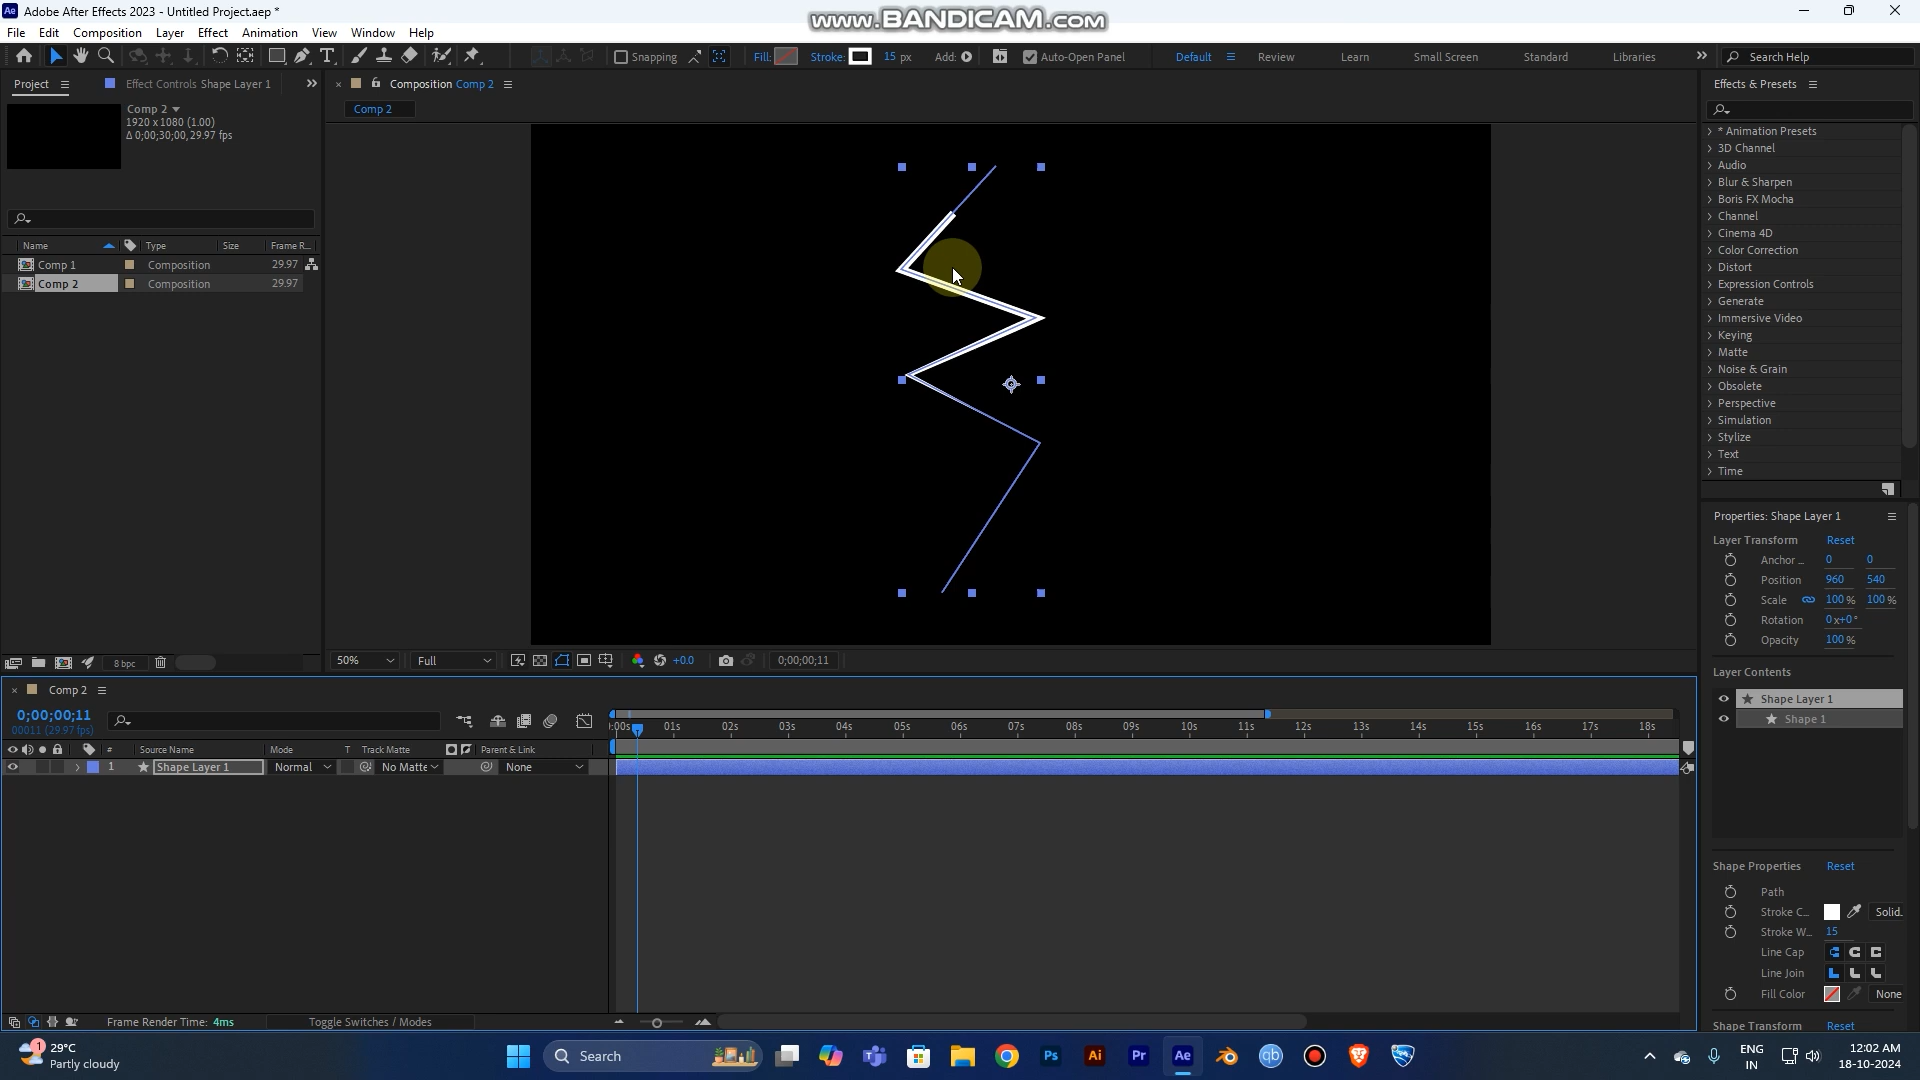 Adobe After Effects 2023 - Untitled Project.aep *
www.BANDICAM.com
File Edit Composition Layer Effect Animation View Window Help
Snapping Fill: Stroke: 15 px Add: Auto-Open Panel Default Review Learn Small Screen Standard Libraries Search Help
Project Effect Controls Shape Layer 1 Composition Comp 2 Effects & Presets
Comp 2
1920 x 1080 (1.00)
Δ 0;00;30;00, 29.97 fps
Comp 2
Name Type Size Frame R...
Comp 1 Composition 29.97
Comp 2 Composition 29.97
8 bpc
50% Full +0.0 0;00;00;11
* Animation Presets
3D Channel
Audio
Blur & Sharpen
Boris FX Mocha
Channel
Cinema 4D
Color Correction
Distort
Expression Controls
Generate
Immersive Video
Keying
Matte
Noise & Grain
Obsolete
Perspective
Simulation
Stylize
Text
Time
Properties: Shape Layer 1
Layer Transform Reset
Anchor ... 0 0
Position 960 540
Scale 100 % 100 %
Rotation 0x+0°
Opacity 100 %
Layer Contents
Shape Layer 1
Shape 1
Shape Properties Reset
Path
Stroke C... Solid.
Stroke W... 15
Line Cap
Line Join
Fill Color None
Shape Transform Reset
Comp 2
0;00;00;11
00011 (29.97 fps)
:00s 01s 02s 03s 04s 05s 06s 07s 08s 09s 10s 11s 12s 13s 14s 15s 16s 17s 18s
# Source Name Mode T Track Matte Parent & Link
1 Shape Layer 1 Normal No Matte None
Frame Render Time: 4ms Toggle Switches / Modes
1 29°C
Partly cloudy
Search
Ps Ai Pr Ae qb
ENG
IN
12:02 AM
18-10-2024